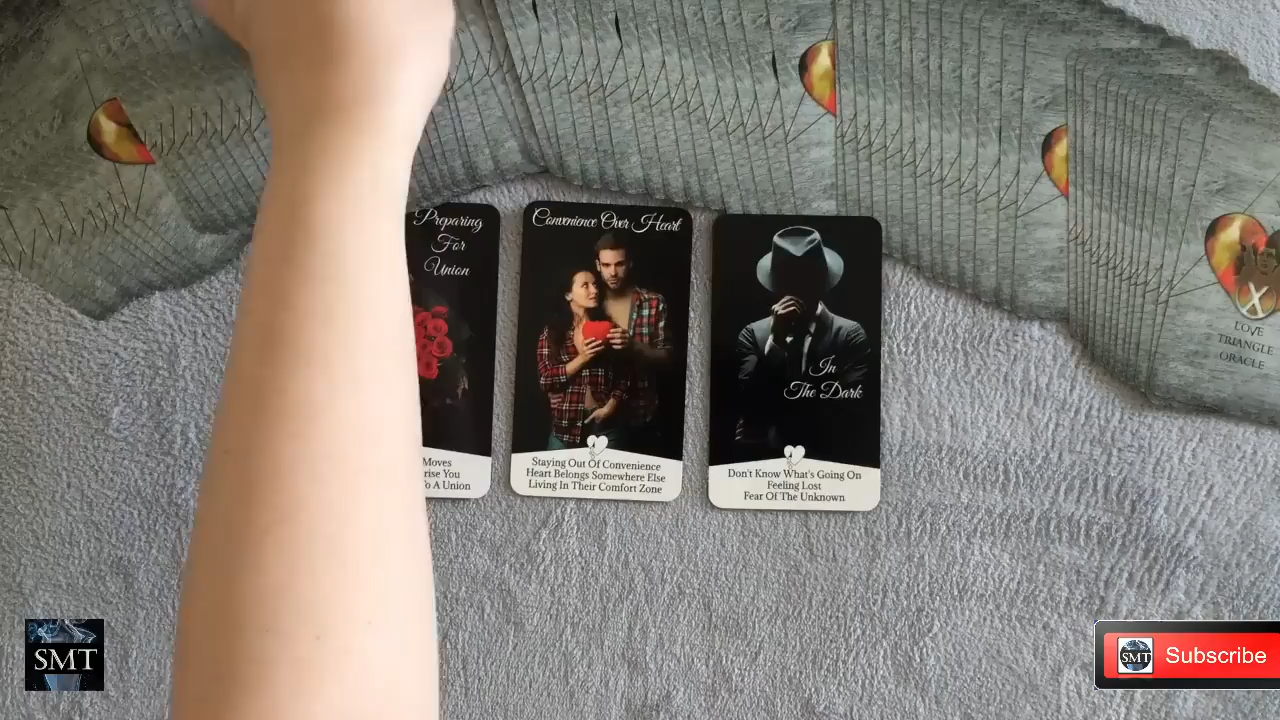 Preparing
For
Union
Moves
You
To A Union
Convenience Over Heart
Staying Out Of Convenience
Heart Belongs Somewhere Else
Living In Their Comfort Zone
In
The Dark
Don't Know What's Going On
Feeling Lost
Fear Of The Unknown
X
LOVE
TRIANGLE
ORACLE
SMT
SMT
Subscribe